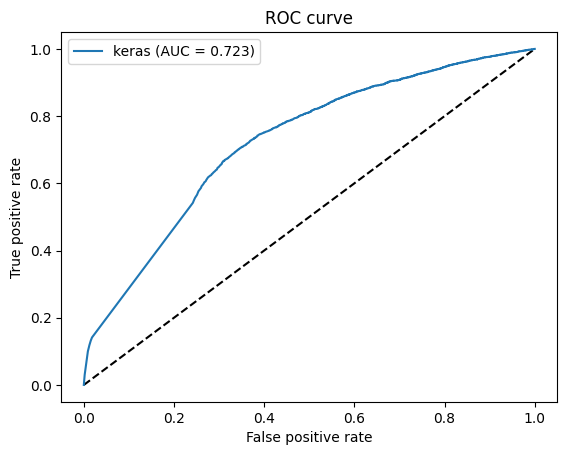 ROC curve
keras (AUC = 0.723)
True positive rate
1.0
0.8
0.6
0.4
0.2
0.0
0.0 0.2 0.4 0.6 0.8 1.0
False positive rate